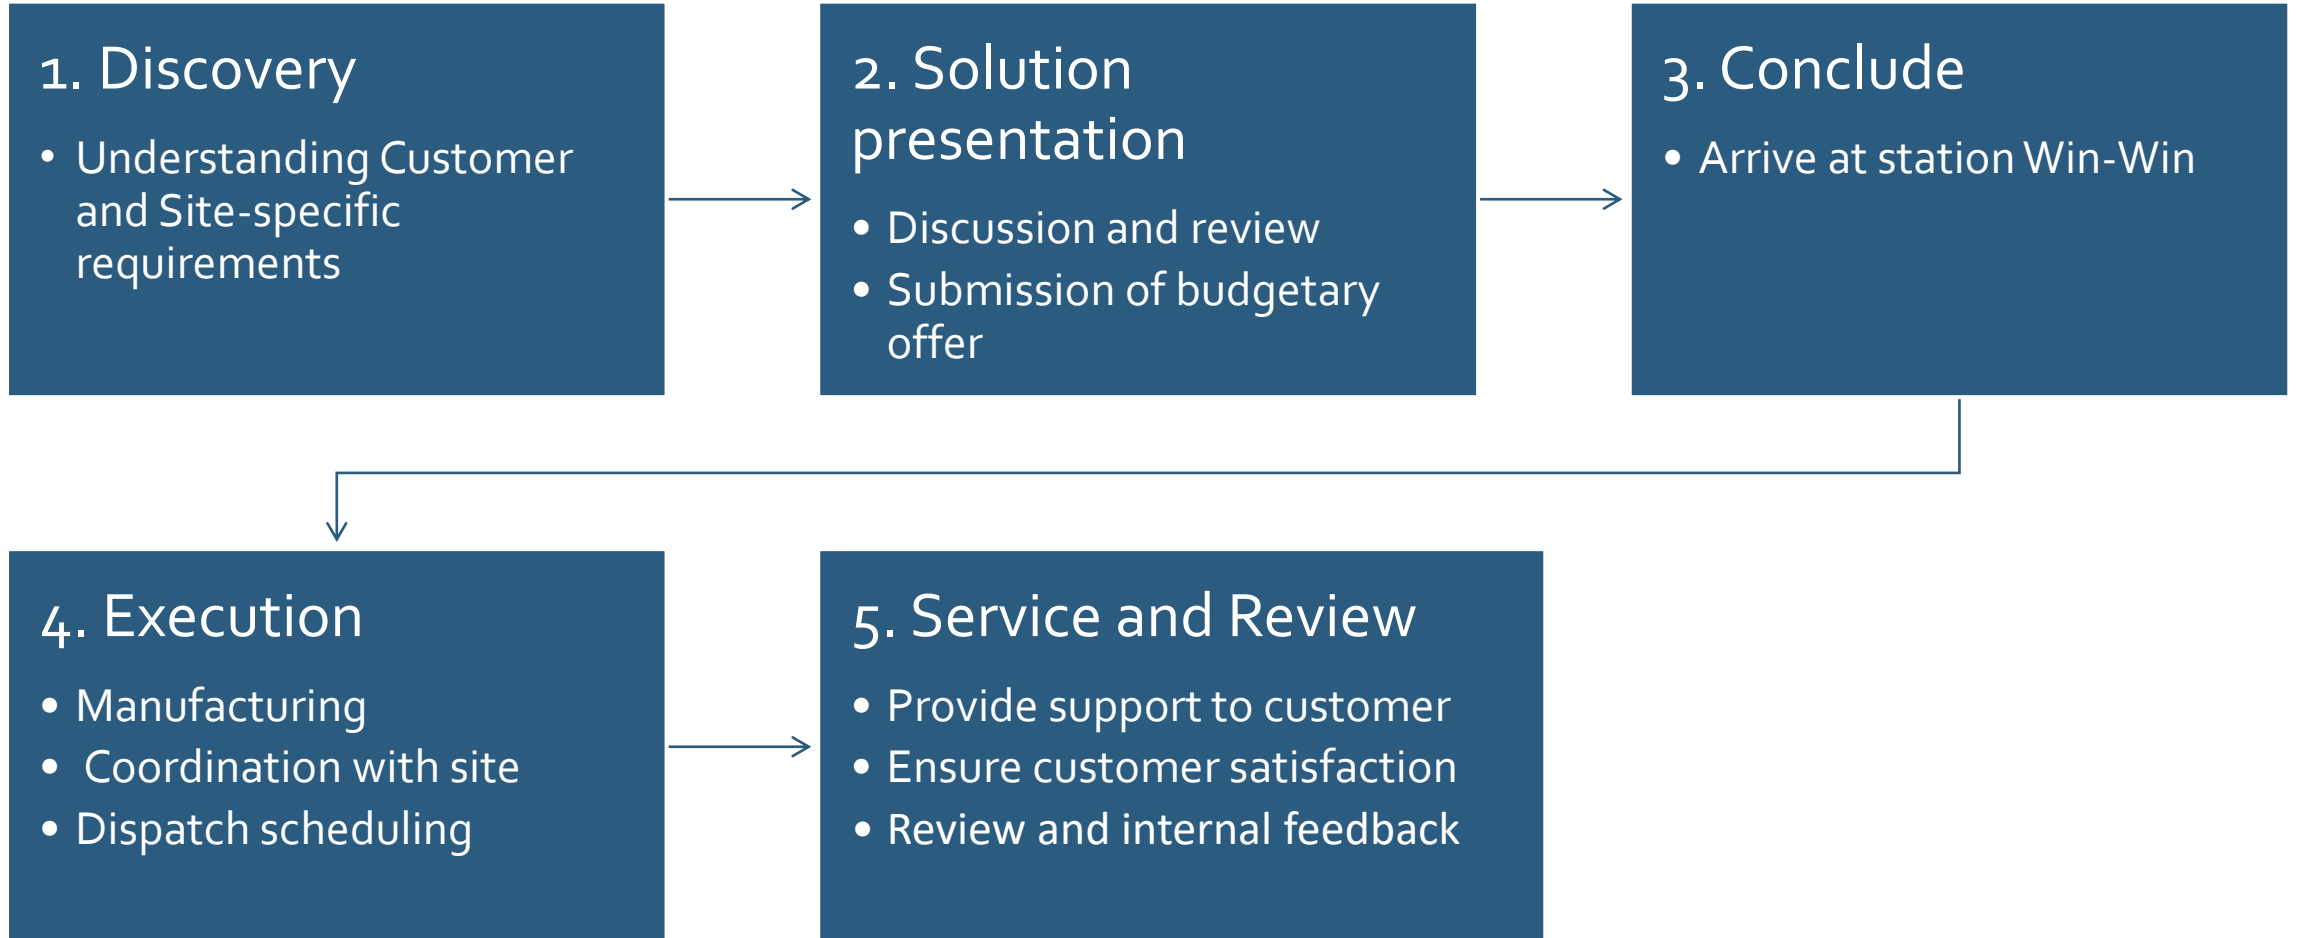 1. Discovery
• Understanding Customer
and Site-specific
requirements
2. Solution
presentation
• Discussion and review
• Submission of budgetary
offer
3. Conclude
• Arrive at station Win-Win
4. Execution
• Manufacturing
• Coordination with site
• Dispatch scheduling
5. Service and Review
• Provide support to customer
• Ensure customer satisfaction
• Review and internal feedback